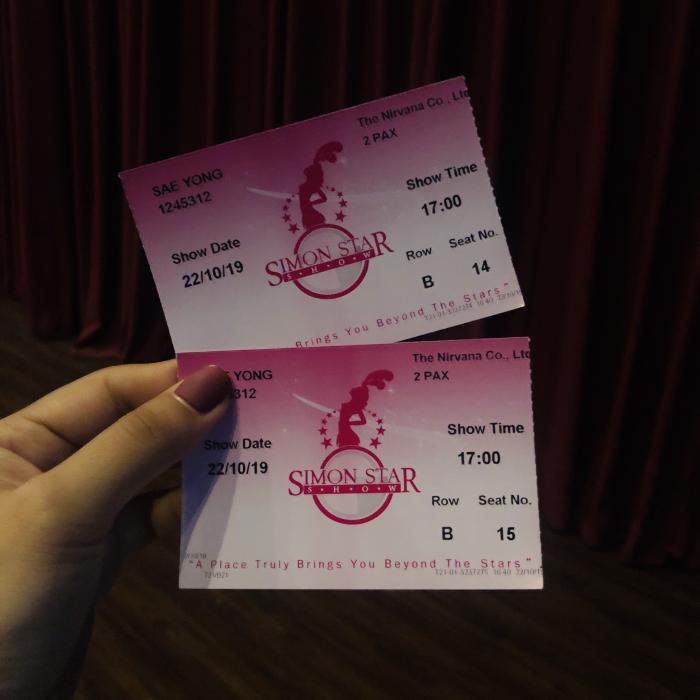 The Nirvana Co., Ltd
2 PAX
SAE YONG
1245312
Show Time
17:00
Show Date
22/10/19
SIMON STAR
S·H·O·W
Row Seat No.
B 14
Brings You Beyond The Stars"
The Nirvana Co., Ltd
2 PAX
YONG
312
Show Time
17:00
Show Date
22/10/19
SIMON STAR
S·H·O·W
Row Seat No.
B 15
"A Place Truly Brings You Beyond The Stars"